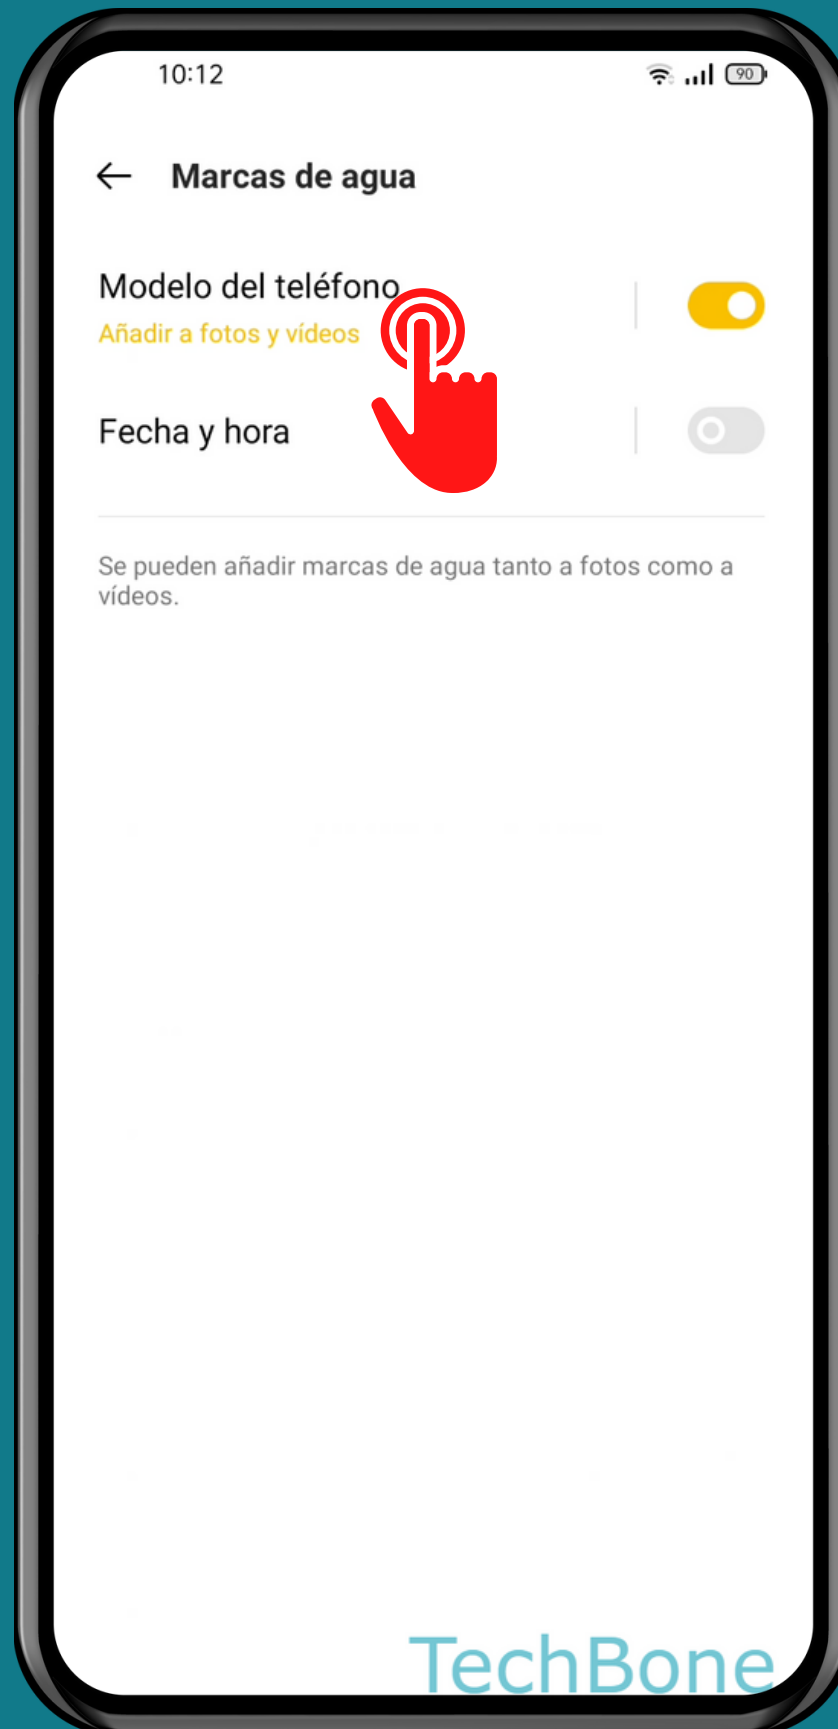 10:12
90
Marcas de agua
Modelo del teléfono
Añadir a fotos y vídeos
Fecha y hora
Se pueden añadir marcas de agua tanto a fotos como a
vídeos.
TechBone